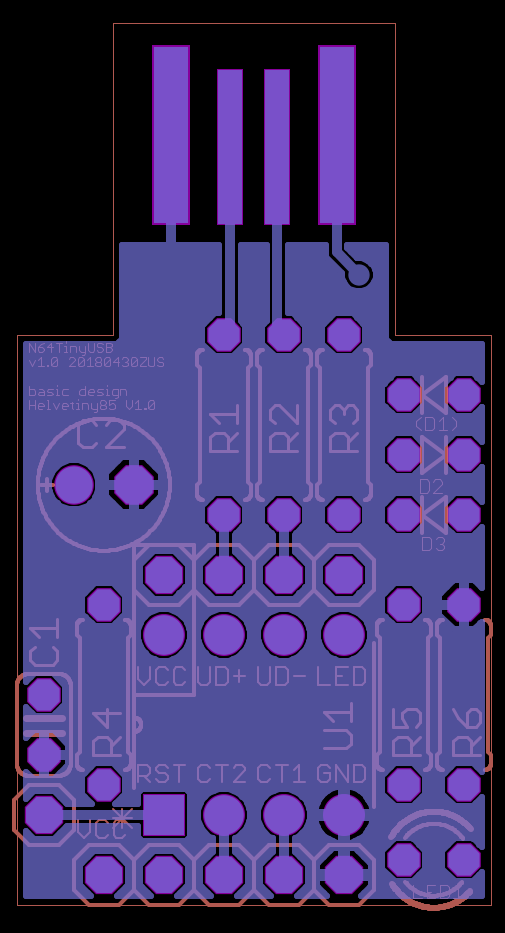 N64TinyUSB
v1.0 20180430ZUS
basic design
Helvetiny85 V1.0
C2
+
R1
R2
R3
(D1)
D2
D3
C1
R4
VCC UD+ UD- LED
U1
R5
R6
RST CT2 CT1 GND
VCC
LED1